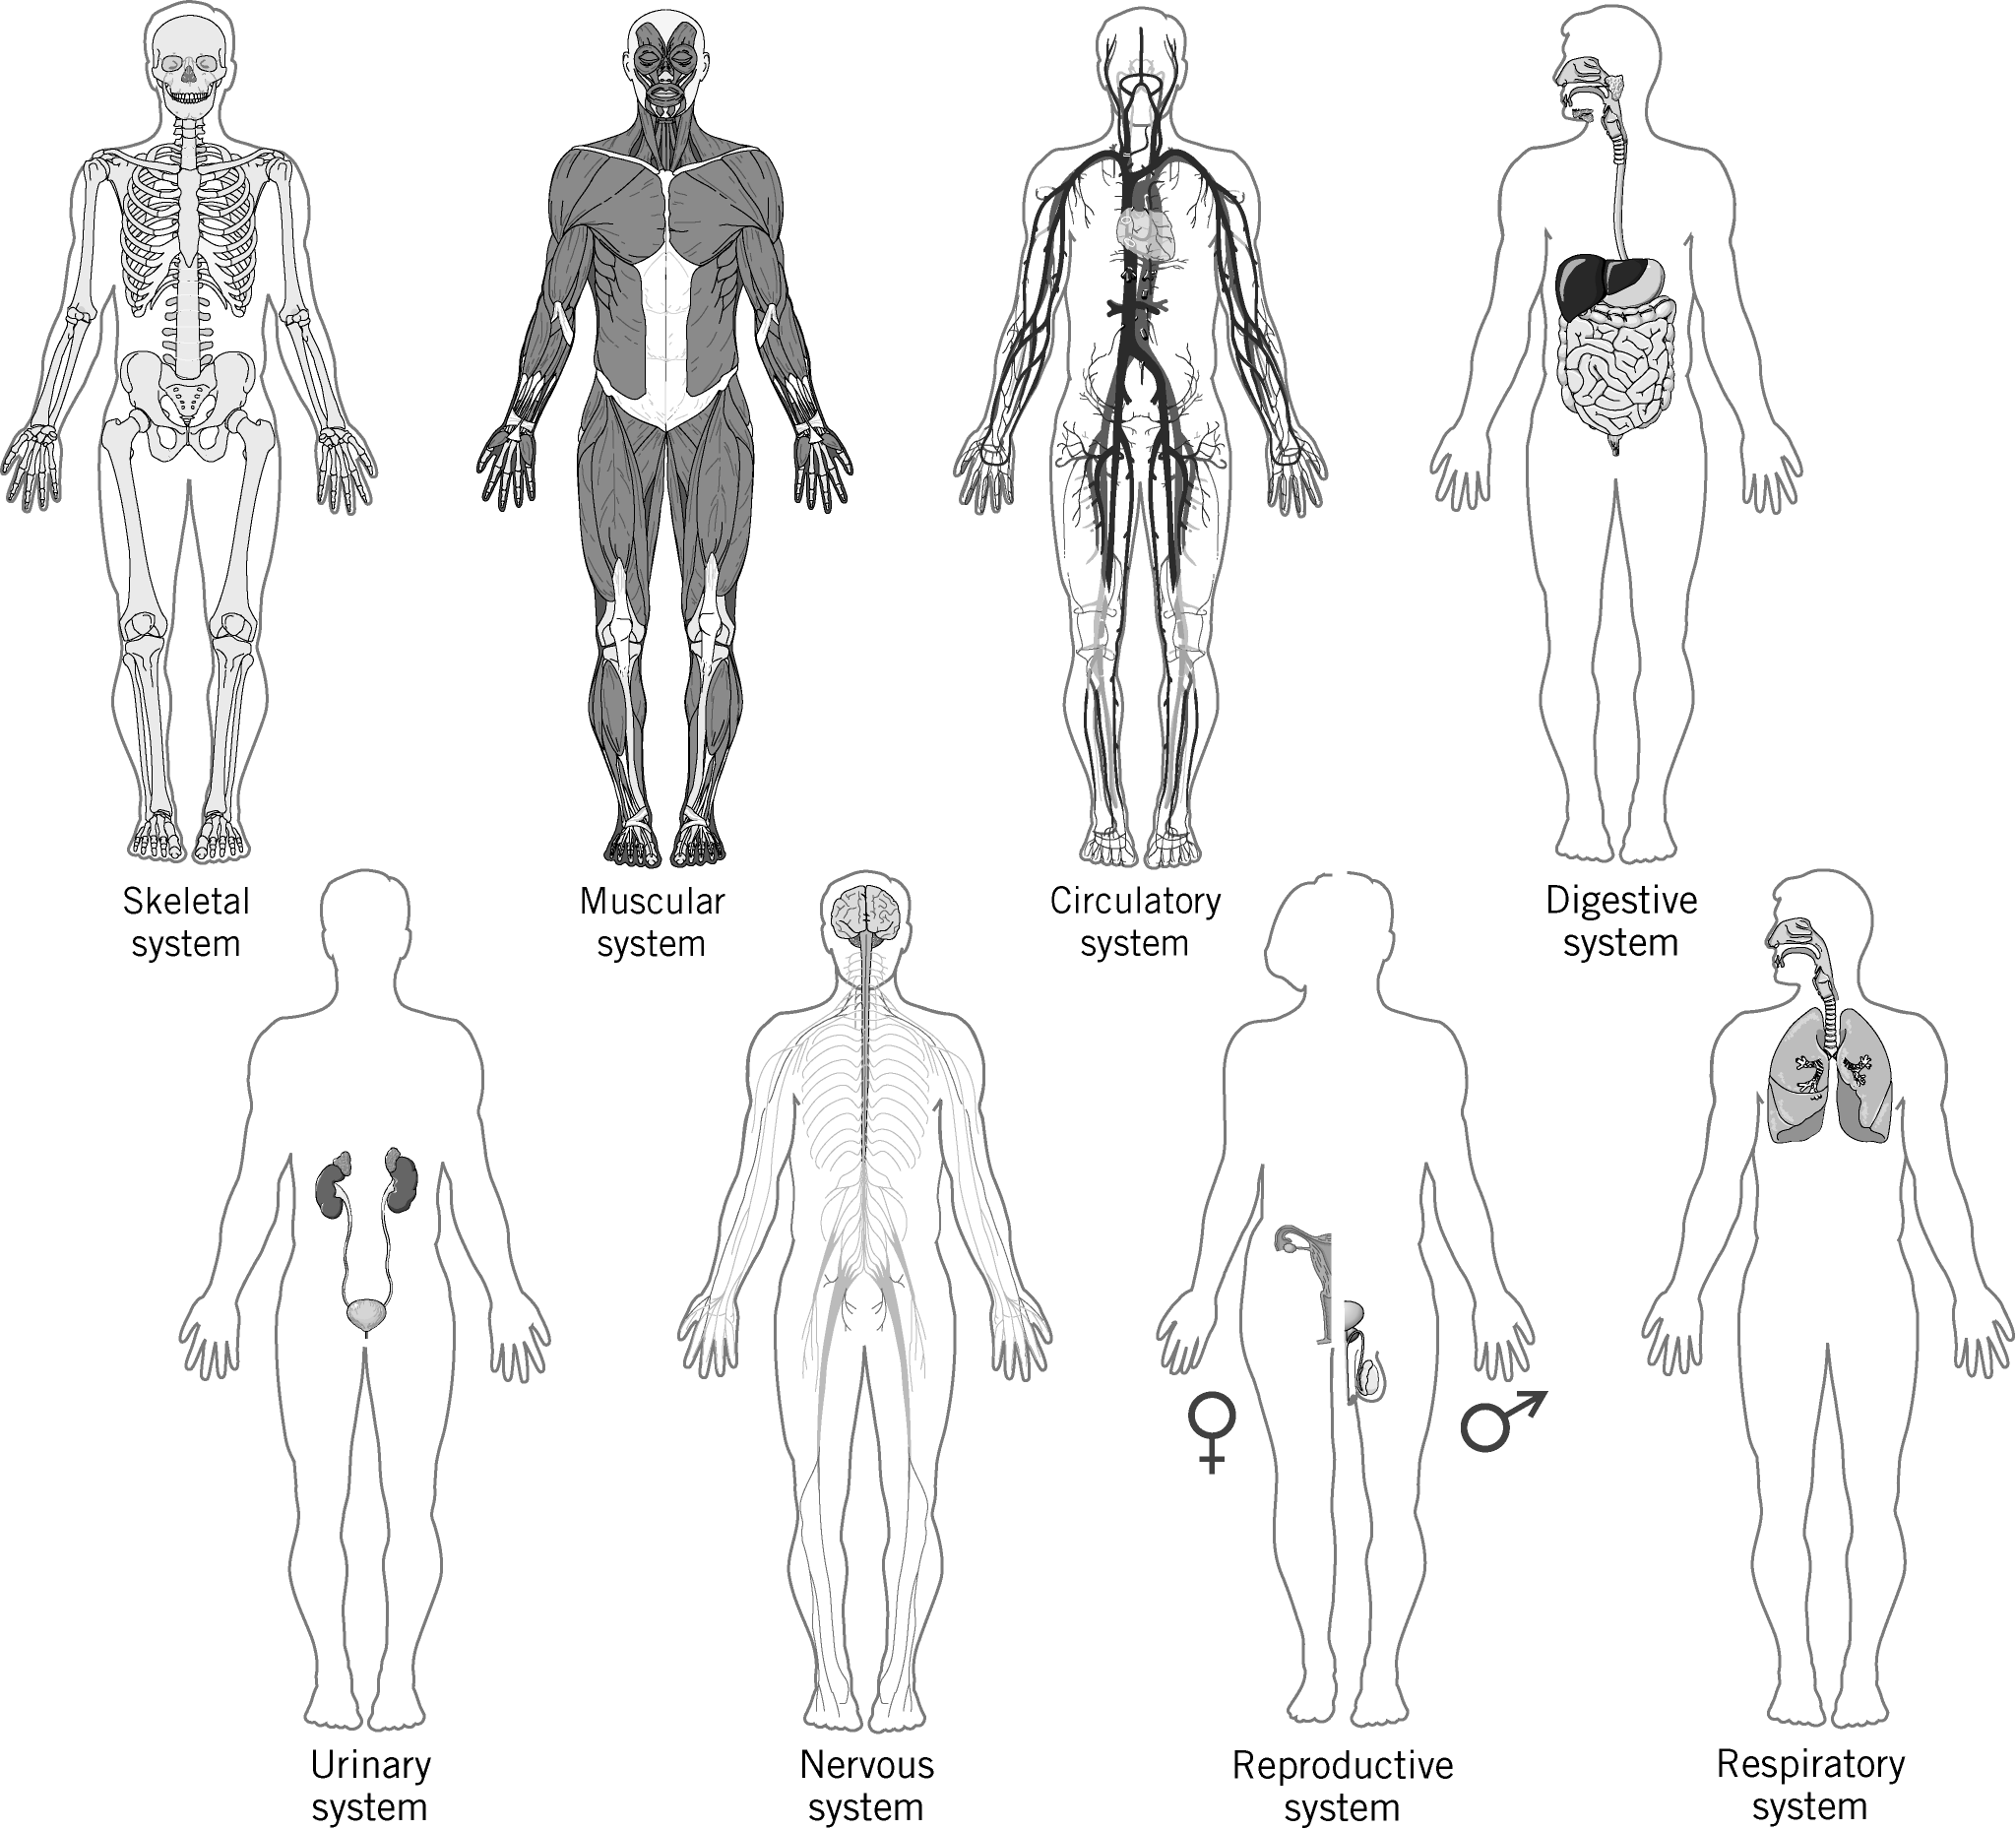 Skeletal
system
Muscular
system
Circulatory
system
Digestive
system
Urinary
system
Nervous
system
Reproductive
system
Respiratory
system